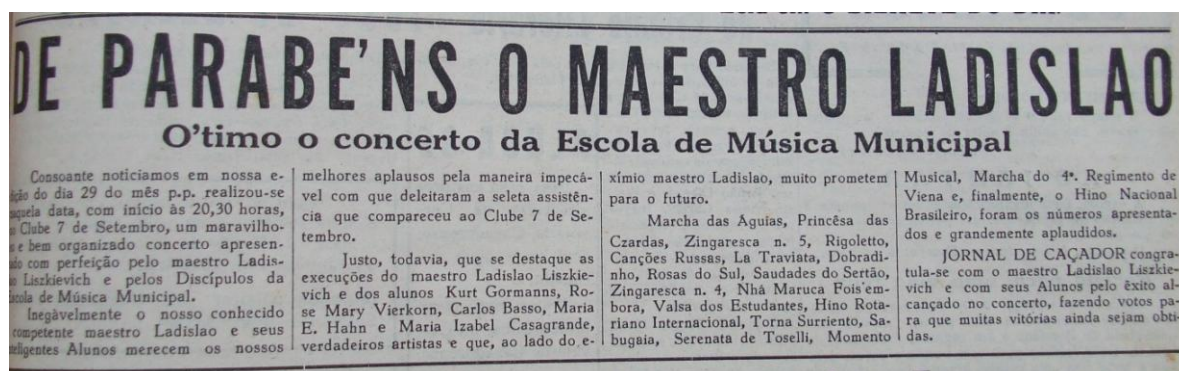 DE PARABE'NS O MAESTRO LADISLAO
O'timo o concerto da Escola de Música Municipal
Consoante noticiamos em nossa e-
ção do dia 29 do mês p.p. realizou-se
naquela data, com início às 20,30 horas,
Clube 7 de Setembro, um maravilho-
e bem organizado concerto apresen-
com perfeição pelo maestro Ladis-
Liszkievich e pelos Discípulos da
Escola de Música Municipal.
Inegàvelmente o nosso conhecido
competente maestro Ladislao e seus
inteligentes Alunos merecem os nossos
melhores aplausos pela maneira impecá-
vel com que deleitaram a seleta assistên-
cia que compareceu ao Clube 7 de Se-
tembro.
Justo, todavia, que se destaque as
execuções do maestro Ladislao Liszkie-
vich e dos alunos Kurt Gormanns, Ro-
se Mary Vierkorn, Carlos Basso, Maria
E. Hahn e Maria Izabel Casagrande,
verdadeiros artistas e que, ao lado do e-
xímio maestro Ladislao, muito prometem
para o futuro.
Marcha das Aguias, Princêsa das
Czardas, Zingaresca n. 5, Rigoletto,
Canções Russas, La Traviata, Dobradi-
nho, Rosas do Sul, Saudades do Sertão,
Zingaresca n. 4, Nhá Maruca Fois'em-
bora, Valsa dos Estudantes, Hino Rota-
riano Internacional, Torna Surriento, Sa-
bugaia, Serenata de Toselli, Momento
Musical, Marcha do 4º. Regimento de
Viena e, finalmente, o Hino Nacional
Brasileiro, foram os números apresenta-
dos e grandemente aplaudidos.
JORNAL DE CAÇADOR congra-
tula-se com o maestro Ladislao Liszkie-
vich e com seus Alunos pelo êxito al-
cançado no concerto, fazendo votos pa-
ra que muitas vitórias ainda sejam obti-
das.